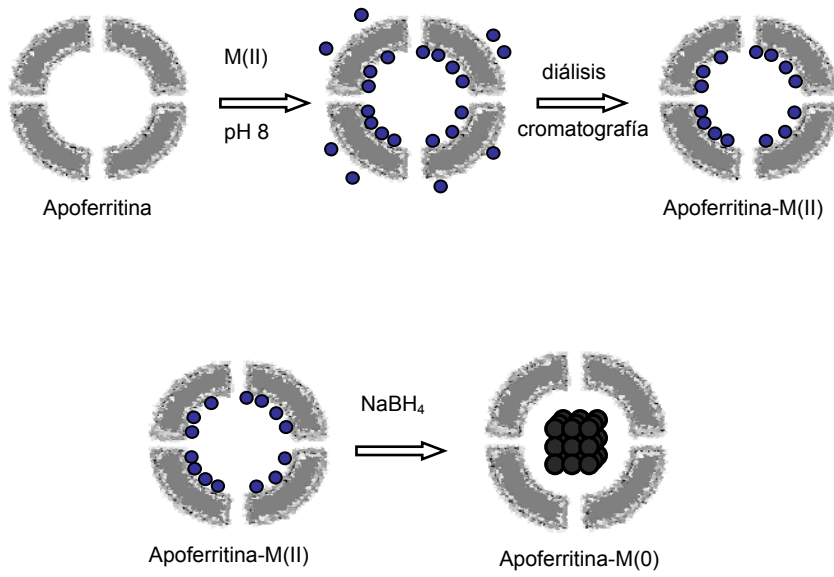 M(II)
pH 8
diálisis
cromatografía
Apoferritina
Apoferritina-M(II)
NaBH₄
Apoferritina-M(II)
Apoferritina-M(0)